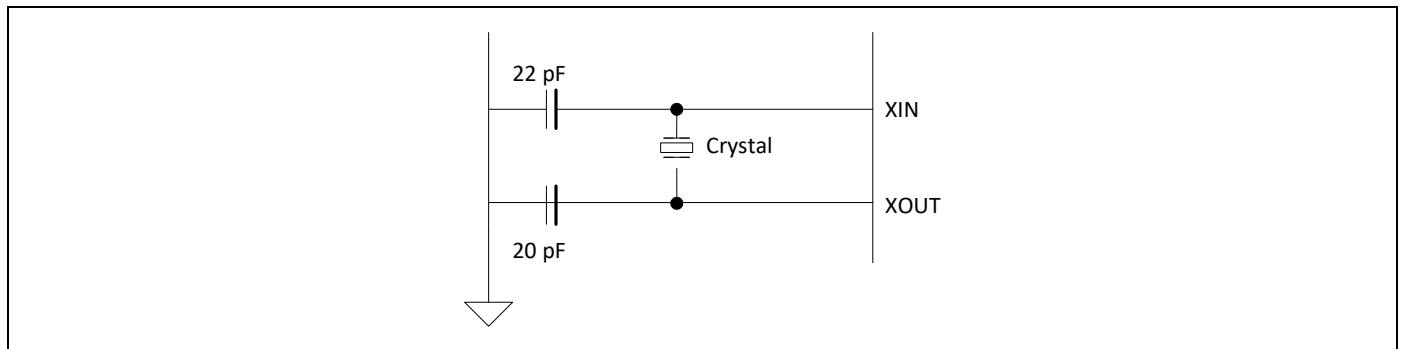 22 pF
XIN
Crystal
XOUT
20 pF